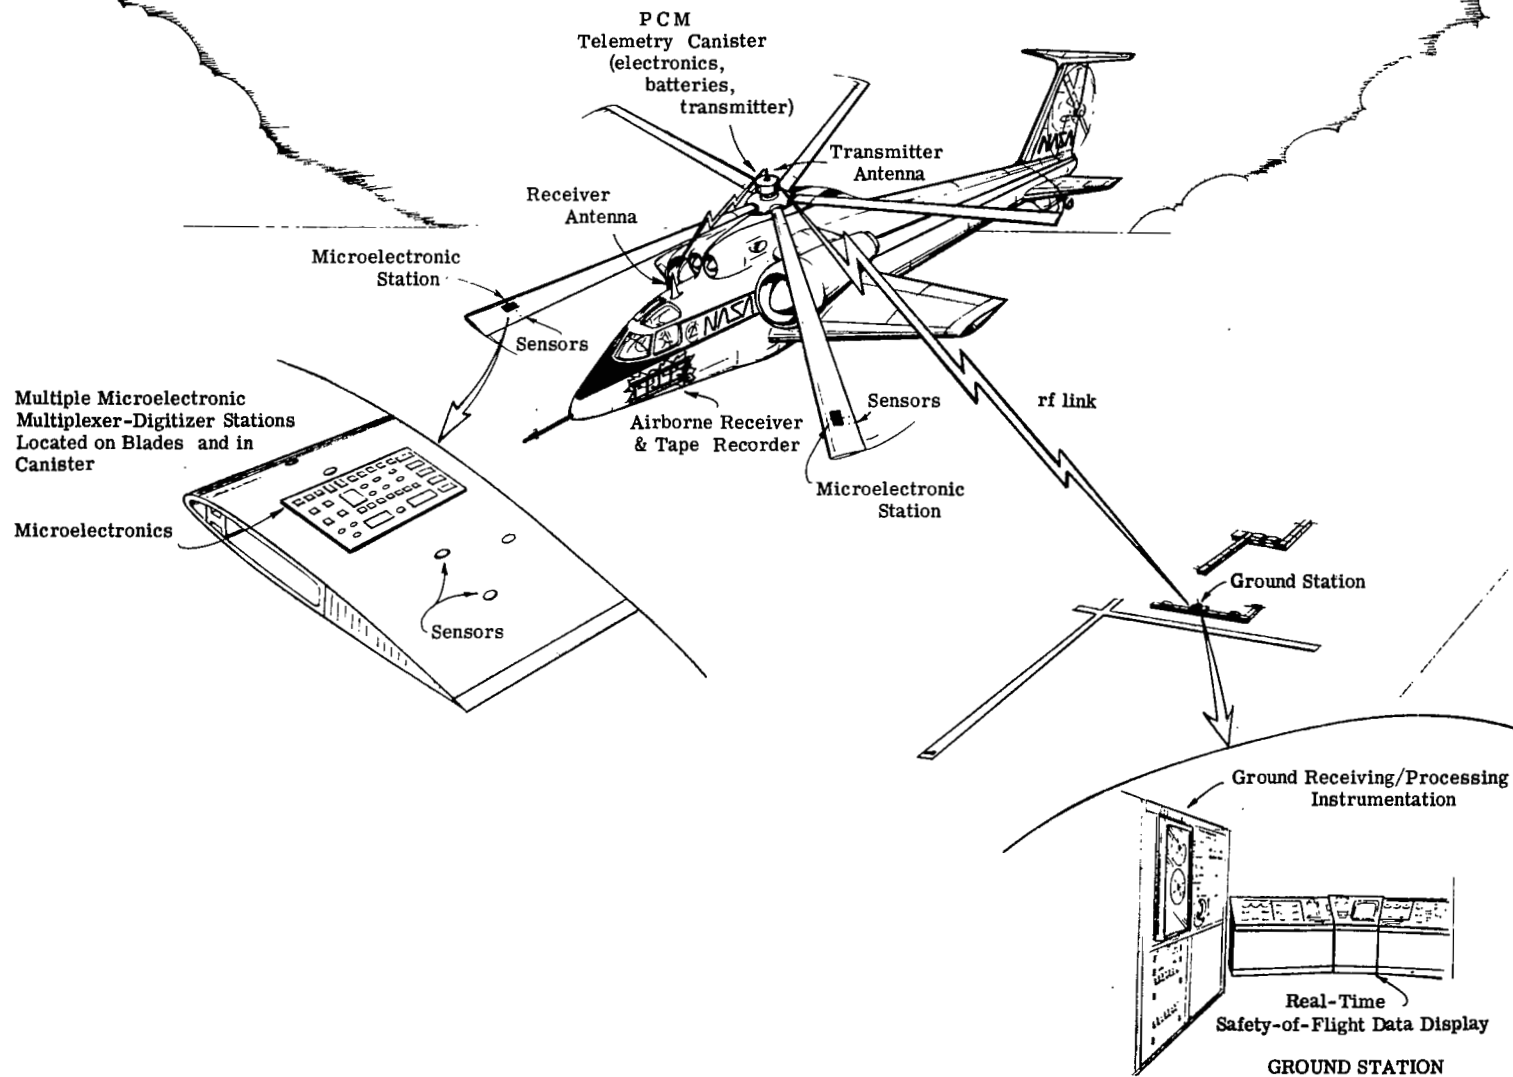 PCM
Telemetry Canister
(electronics,
batteries,
transmitter)
Transmitter
Antenna
Receiver
Antenna
NASA
Microelectronic
Station
Sensors
NASA
Multiple Microelectronic
Multiplexer-Digitizer Stations
Located on Blades and in
Canister
Airborne Receiver
& Tape Recorder
Sensors
rf link
Microelectronic
Station
Microelectronics
Sensors
Ground Station
Ground Receiving/Processing
Instrumentation
Real-Time
Safety-of-Flight Data Display
GROUND STATION